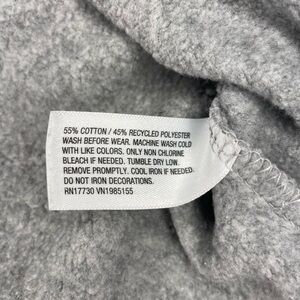 55% COTTON / 45% RECYCLED POLYESTER
WASH BEFORE WEAR. MACHINE WASH COLD
WITH LIKE COLORS. ONLY NON CHLORINE
BLEACH IF NEEDED. TUMBLE DRY LOW.
REMOVE PROMPTLY. COOL IRON IF NEEDED.
DO NOT IRON DECORATIONS.
RN17730 VN1985155